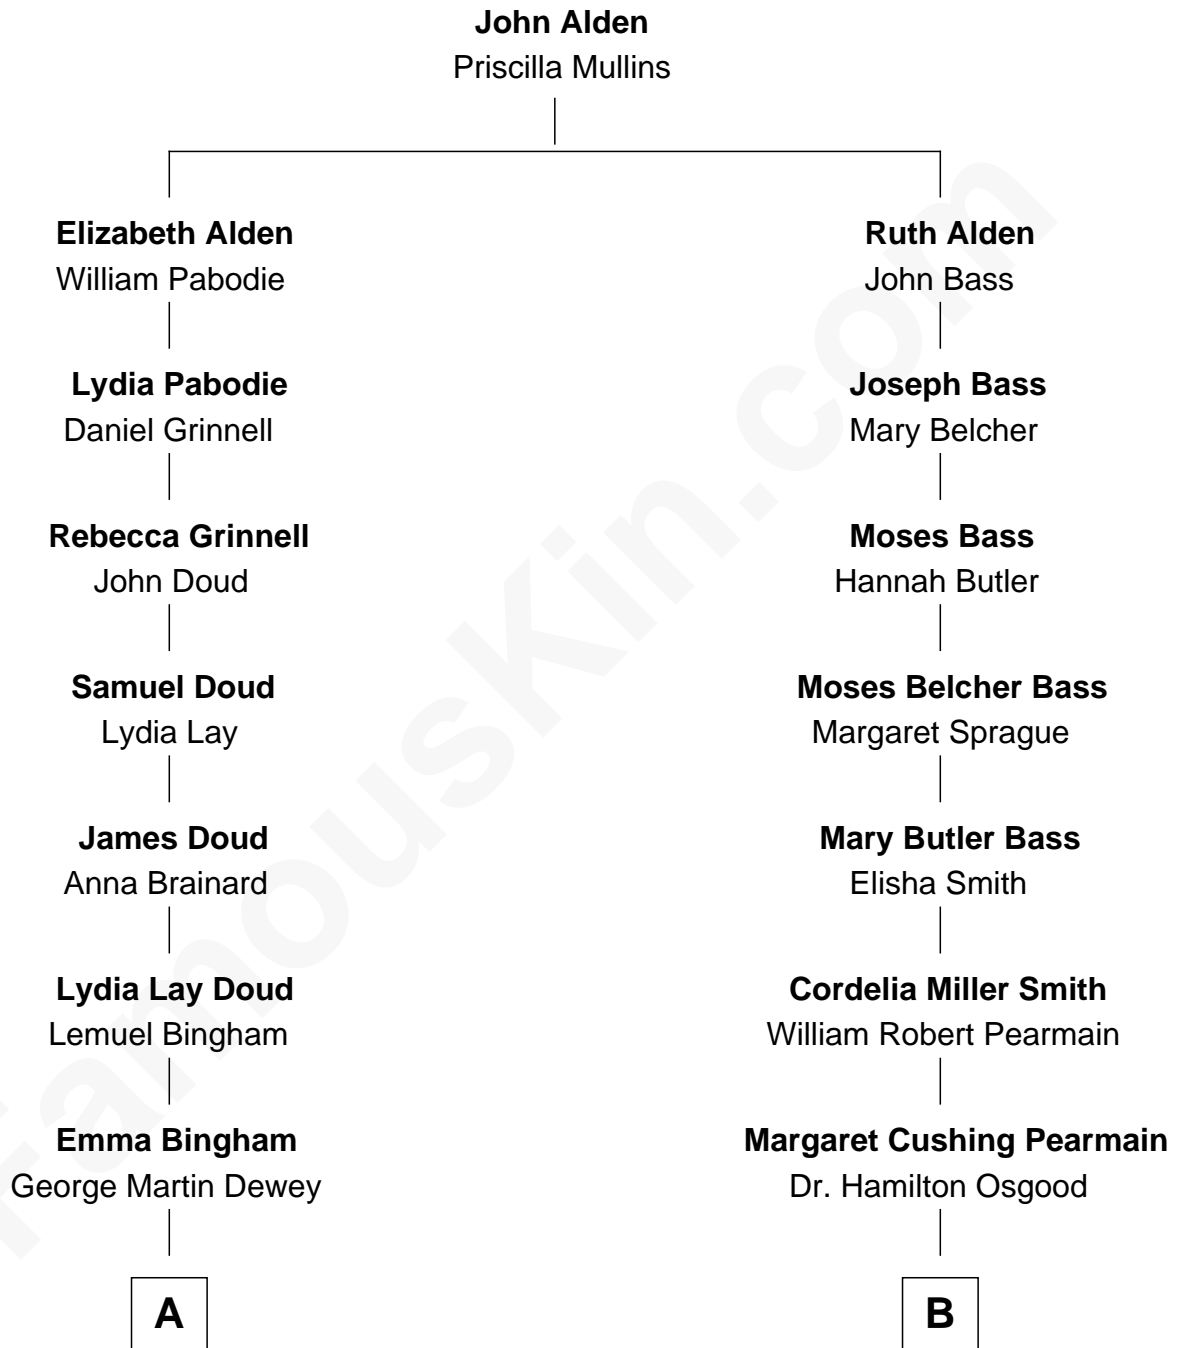 John Alden
Priscilla Mullins
Elizabeth Alden
William Pabodie
Lydia Pabodie
Daniel Grinnell
Rebecca Grinnell
John Doud
Samuel Doud
Lydia Lay
James Doud
Anna Brainard
Lydia Lay Doud
Lemuel Bingham
Emma Bingham
George Martin Dewey
A
Ruth Alden
John Bass
Joseph Bass
Mary Belcher
Moses Bass
Hannah Butler
Moses Belcher Bass
Margaret Sprague
Mary Butler Bass
Elisha Smith
Cordelia Miller Smith
William Robert Pearmain
Margaret Cushing Pearmain
Dr. Hamilton Osgood
B
FamousKin.com